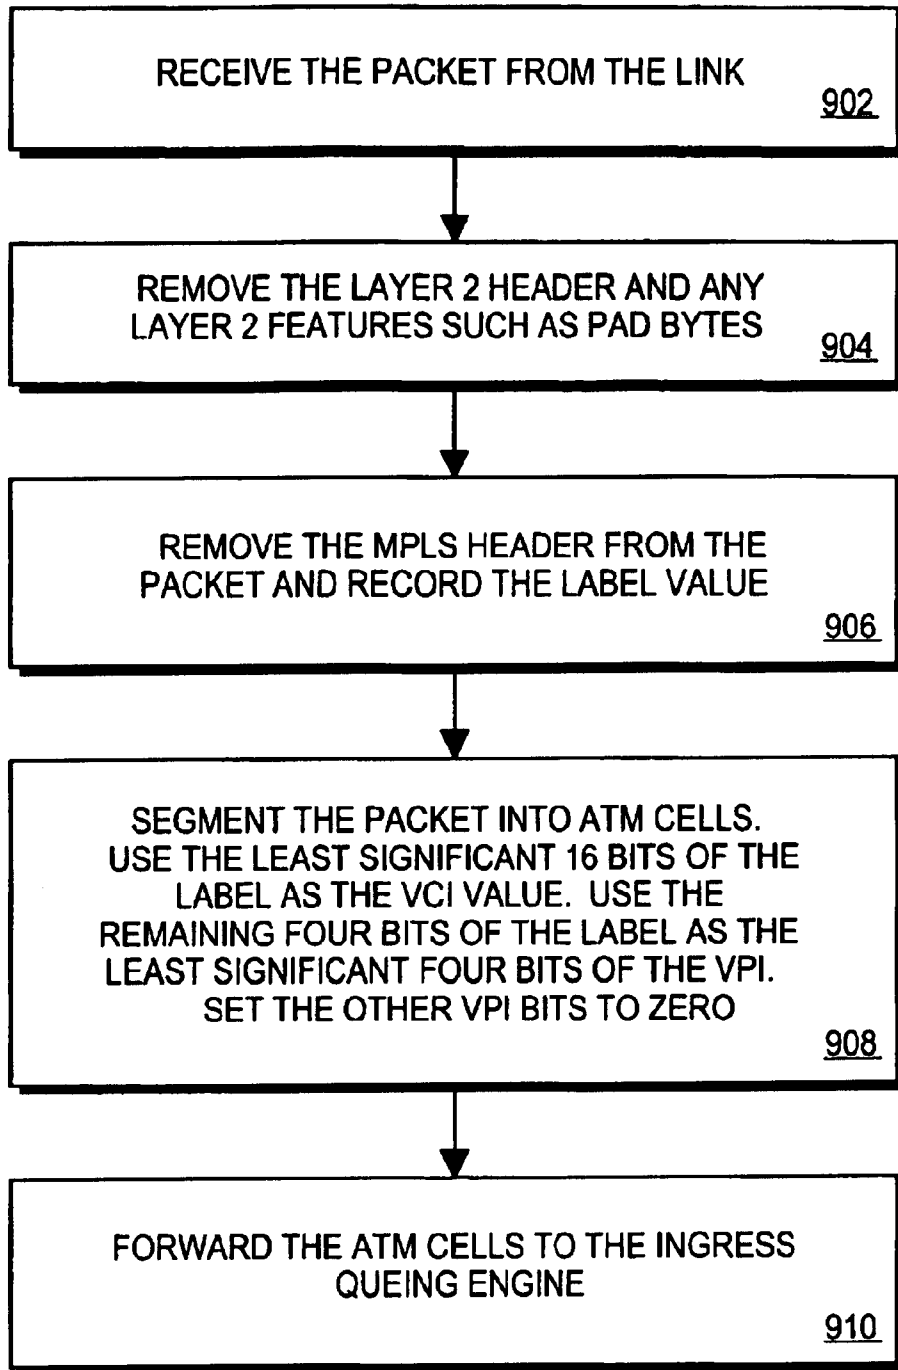 RECEIVE THE PACKET FROM THE LINK
902
REMOVE THE LAYER 2 HEADER AND ANY
LAYER 2 FEATURES SUCH AS PAD BYTES
904
REMOVE THE MPLS HEADER FROM THE
PACKET AND RECORD THE LABEL VALUE
906
SEGMENT THE PACKET INTO ATM CELLS.
USE THE LEAST SIGNIFICANT 16 BITS OF THE
LABEL AS THE VCI VALUE. USE THE
REMAINING FOUR BITS OF THE LABEL AS THE
LEAST SIGNIFICANT FOUR BITS OF THE VPI.
SET THE OTHER VPI BITS TO ZERO
908
FORWARD THE ATM CELLS TO THE INGRESS
QUEING ENGINE
910